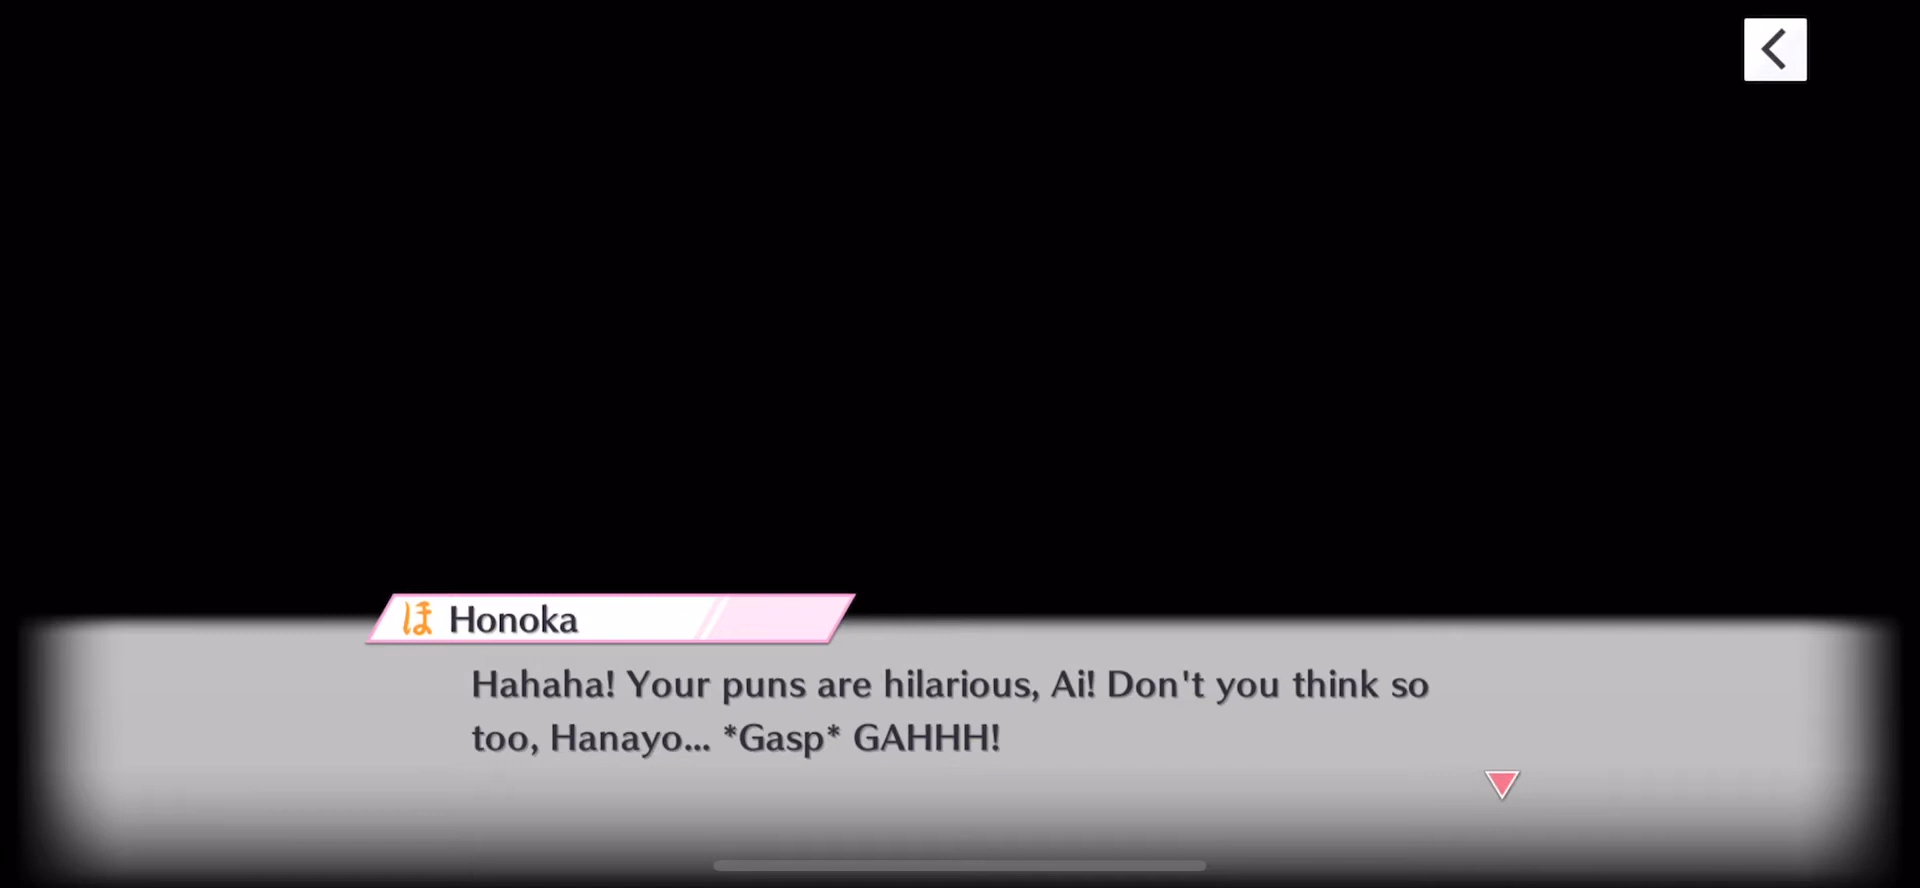 ほ Honoka
Hahaha! Your puns are hilarious, Ai! Don't you think so
too, Hanayo... *Gasp* GAHHH!